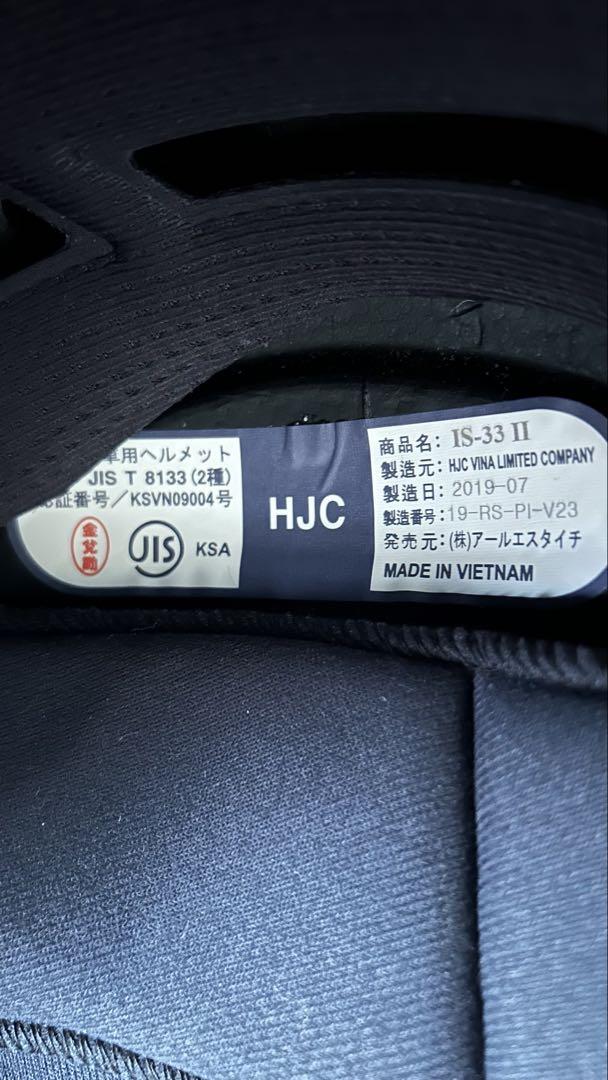 車用ヘルメット
JIS T 8133 (2種)
認証番号／KSVN09004号
JIS
KSA
HJC
商品名: IS-33 II
製造元: HJC VINA LIMITED COMPANY
製造日: 2019-07
製造番号: 19-RS-PI-V23
発売元: (株)アールエスタイチ
MADE IN VIETNAM